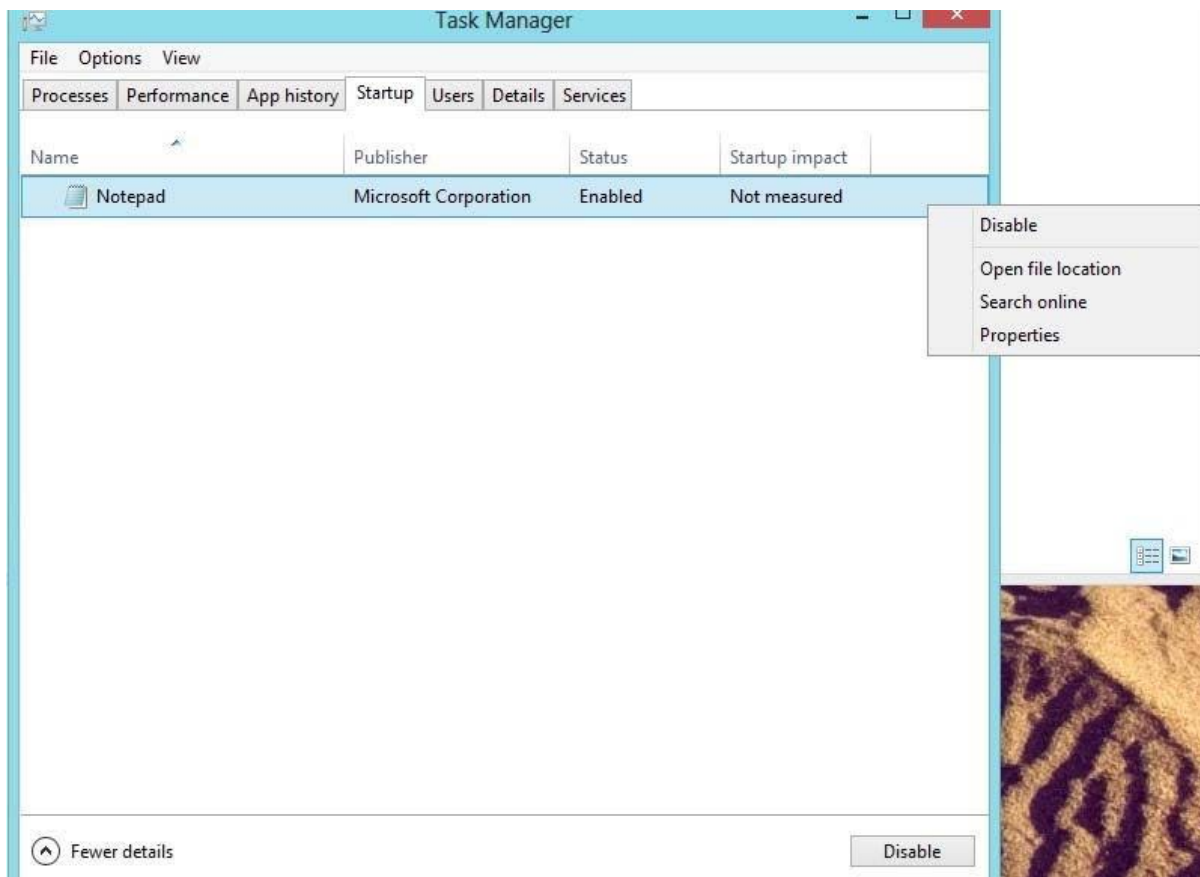 Task Manager
File Options View
Processes Performance App history Startup Users Details Services
Name Publisher Status Startup impact
Notepad Microsoft Corporation Enabled Not measured
Disable
Open file location
Search online
Properties
Fewer details Disable